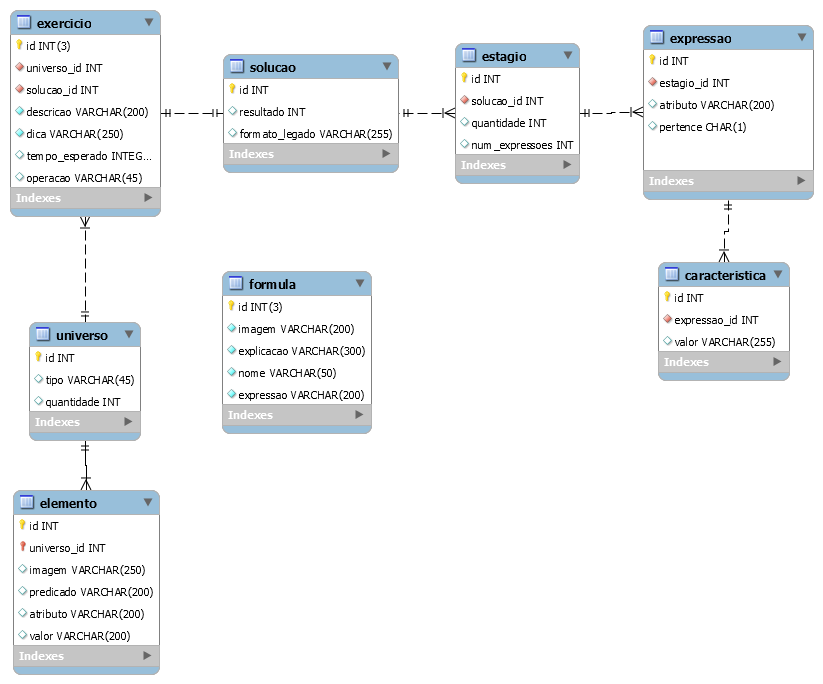 exercicio
id INT(3)
universo_id INT
solucao_id INT
descricao VARCHAR(200)
dica VARCHAR(250)
tempo_esperado INTEG...
operacao VARCHAR(45)
Indexes
solucao
id INT
resultado INT
formato_legado VARCHAR(255)
Indexes
estagio
id INT
solucao_id INT
quantidade INT
num_expressoes INT
Indexes
expressao
id INT
estagio_id INT
atributo VARCHAR(200)
pertence CHAR(1)
Indexes
formula
id INT(3)
imagem VARCHAR(200)
explicacao VARCHAR(300)
nome VARCHAR(50)
expressao VARCHAR(200)
Indexes
caracteristica
id INT
expressao_id INT
valor VARCHAR(255)
Indexes
universo
id INT
tipo VARCHAR(45)
quantidade INT
Indexes
elemento
id INT
universo_id INT
imagem VARCHAR(250)
predicado VARCHAR(200)
atributo VARCHAR(200)
valor VARCHAR(200)
Indexes